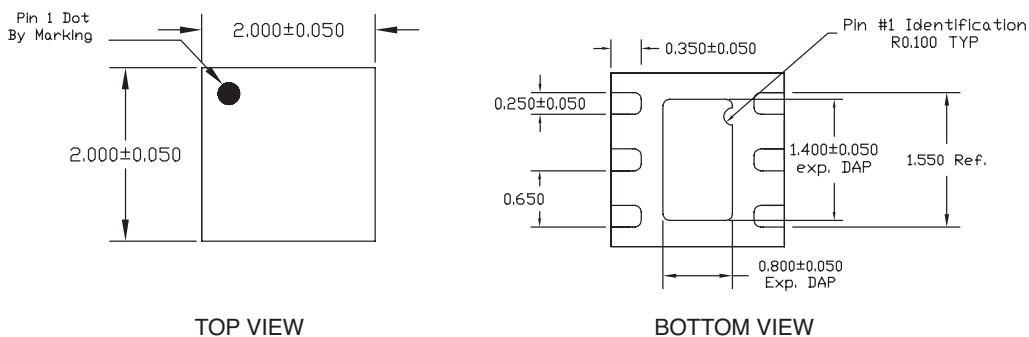 Pin 1 Dot
By Marking
2.000±0.050
2.000±0.050
TOP VIEW
Pin #1 Identification
R0.100 TYP
0.350±0.050
0.250±0.050
0.650
1.400±0.050
exp. DAP
1.550 Ref.
0.800±0.050
Exp. DAP
BOTTOM VIEW